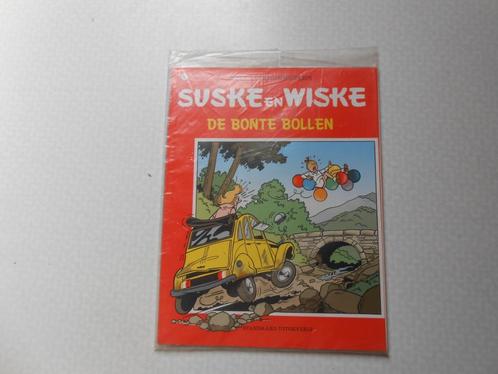 SUSKE EN WISKE
DE BONTE BOLLEN
STANDAARD UITGEVERIJ